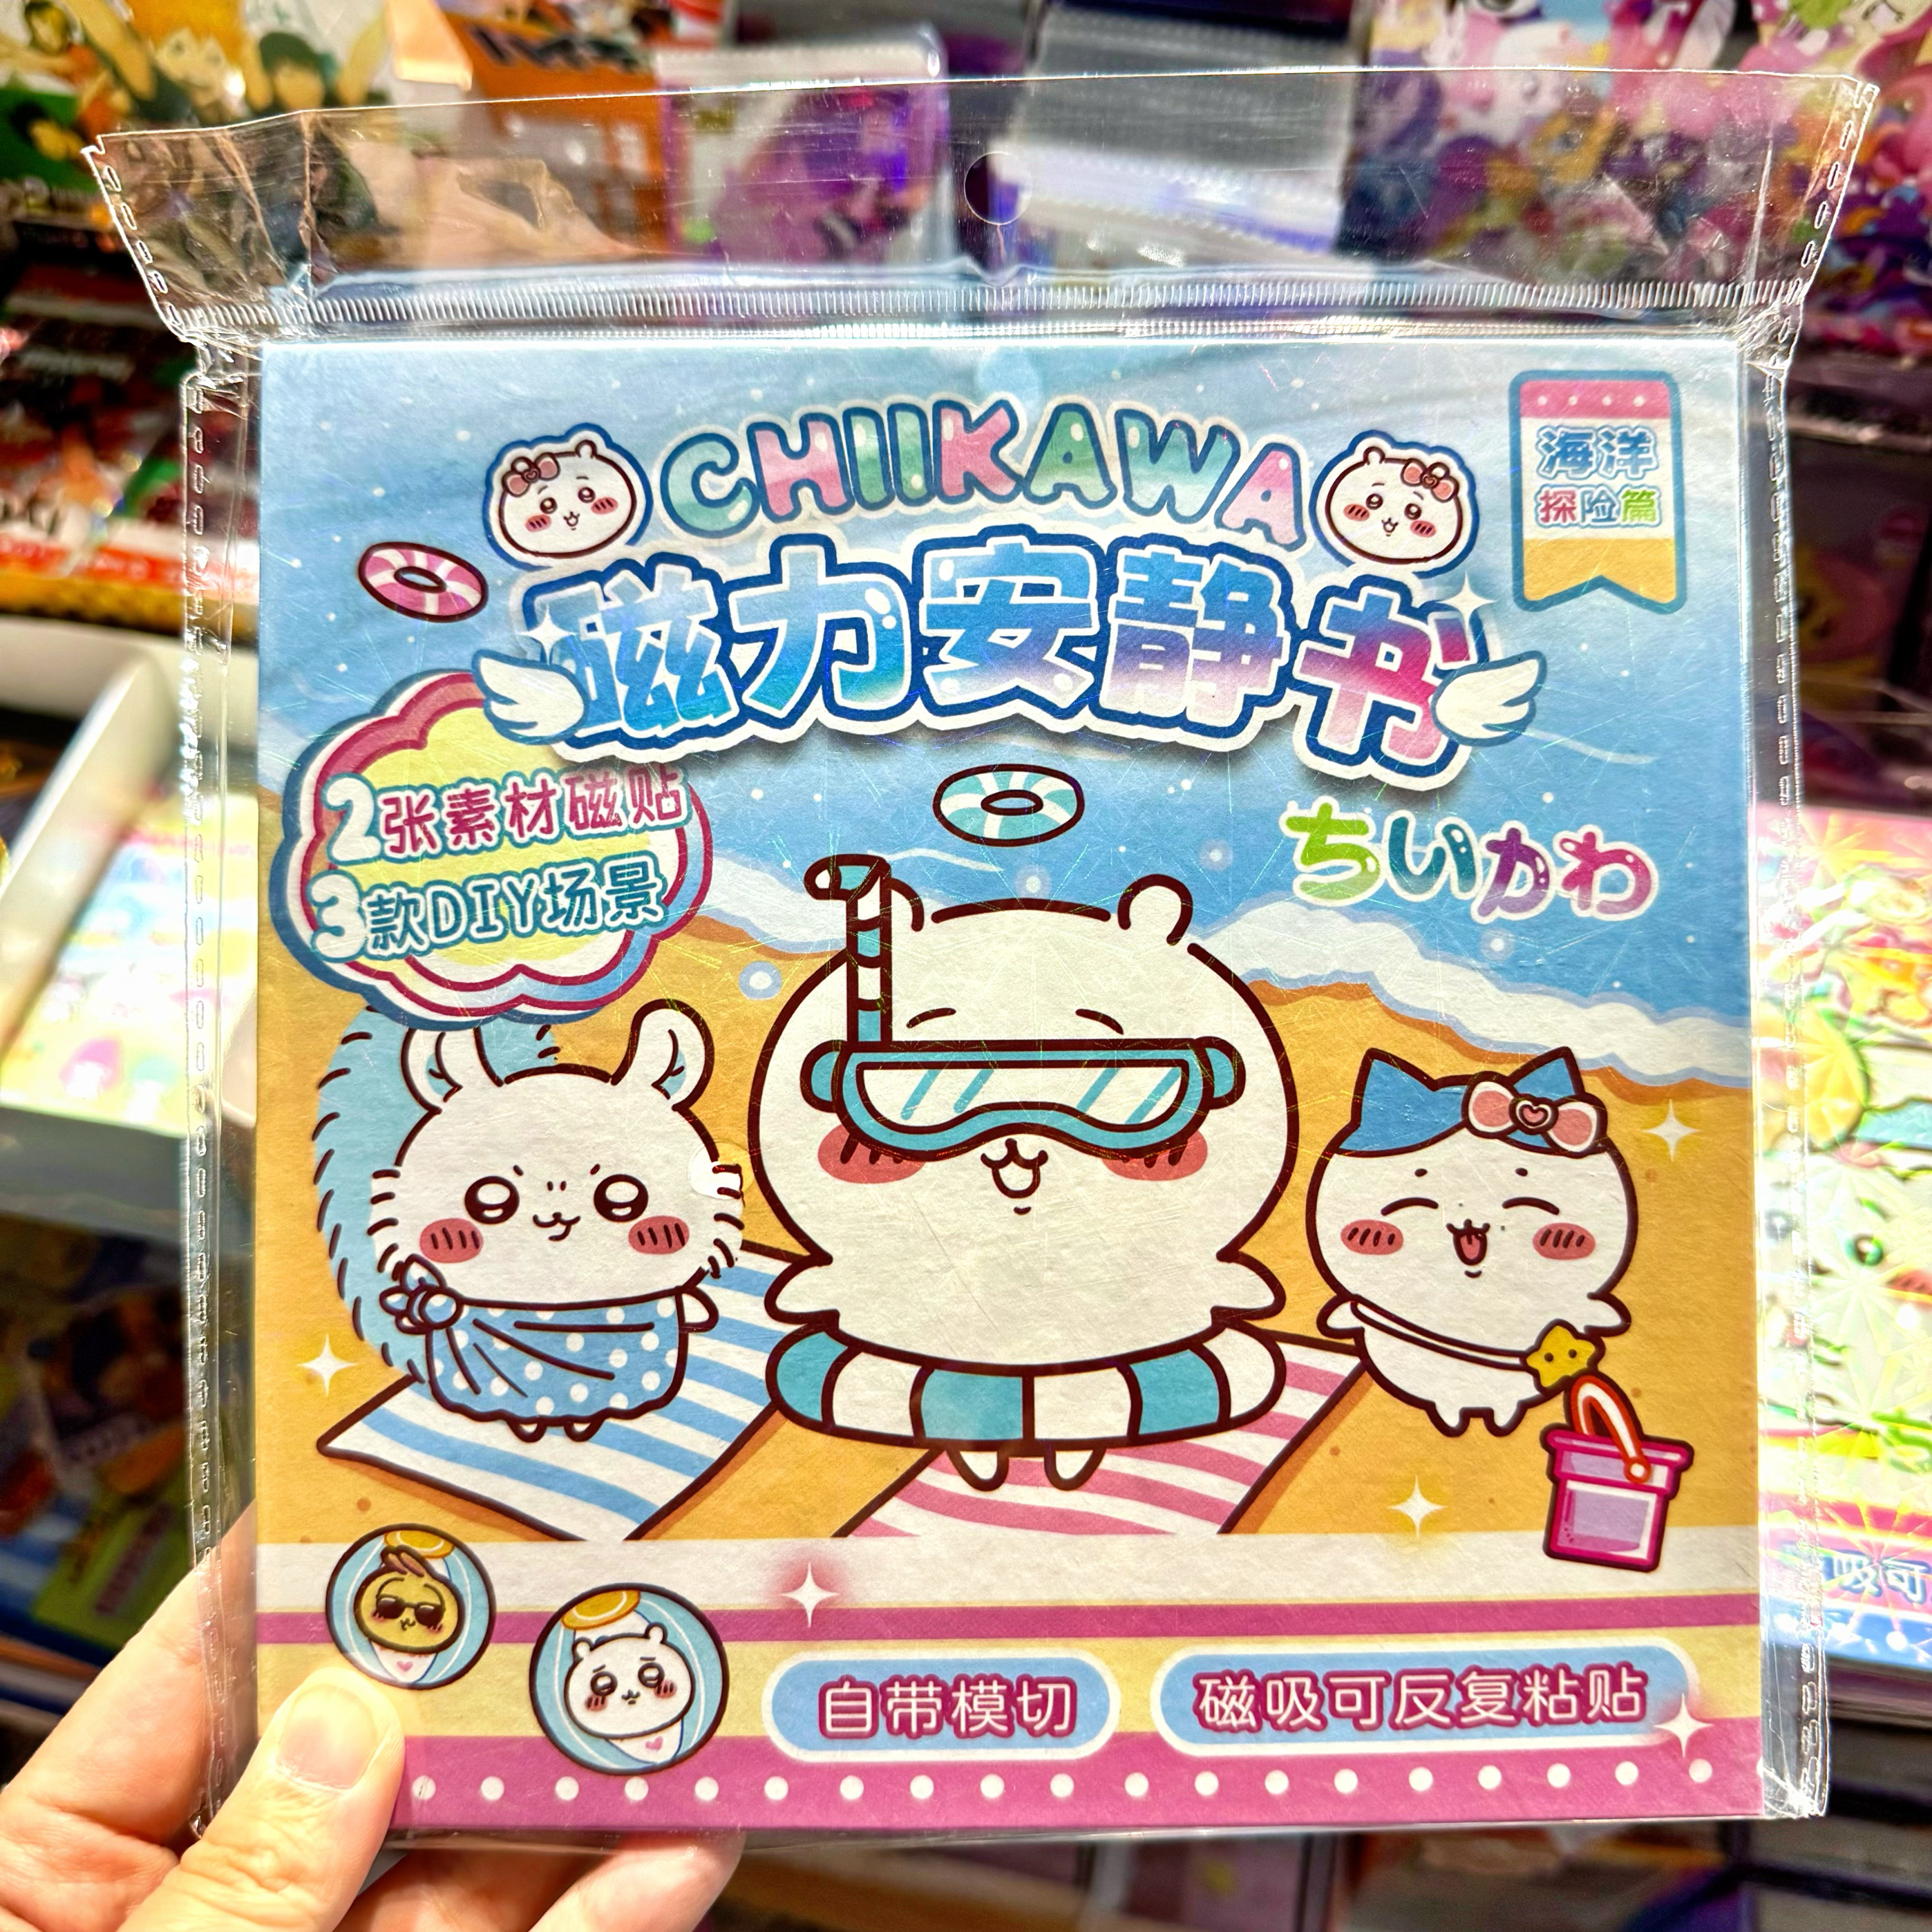 CHIIKAWA
海洋
探险篇
磁力安静书
ちいかわ
2张素材磁贴
3款DIY场景
自带模切
磁吸可反复粘贴
吸可